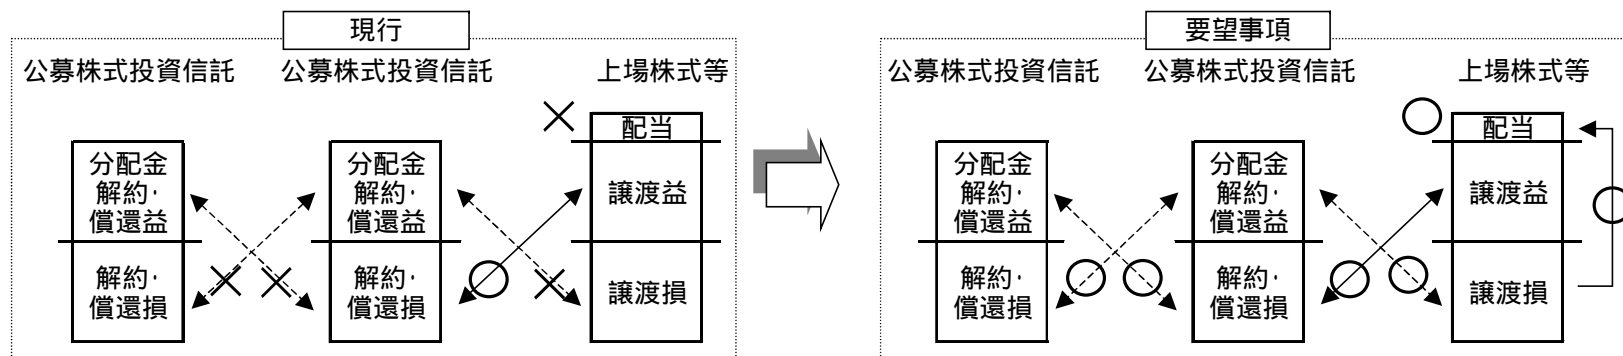 現行
公募株式投資信託
公募株式投資信託
上場株式等
分配金
解約・
償還益
解約・
償還損
分配金
解約・
償還益
解約・
償還損
配当
譲渡益
譲渡損
要望事項
公募株式投資信託
公募株式投資信託
上場株式等
分配金
解約・
償還益
解約・
償還損
分配金
解約・
償還益
解約・
償還損
配当
譲渡益
譲渡損